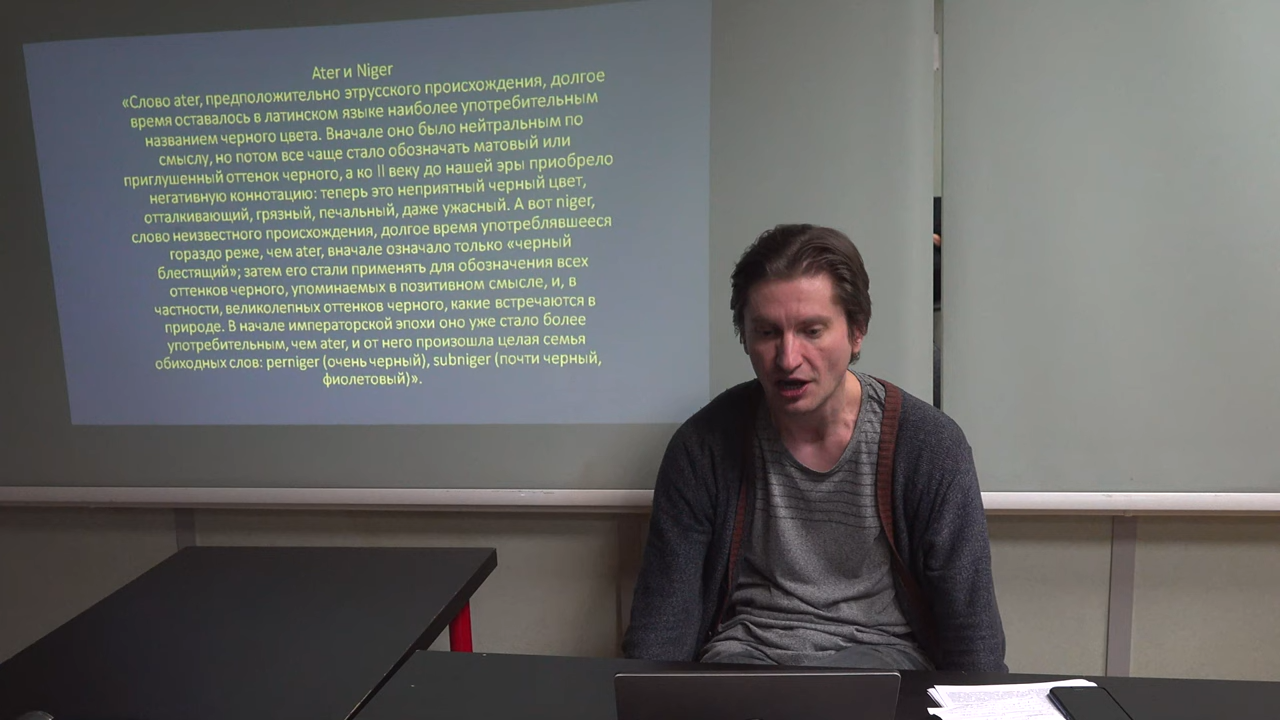 Ater и Niger
«Слово ater, предположительно этрусского происхождения, долгое
время оставалось в латинском языке наиболее употребительным
названием черного цвета. Вначале оно было нейтральным по
смыслу, но потом все чаще стало обозначать матовый или
приглушенный оттенок черного, а ко II веку до нашей эры приобрело
негативную коннотацию: теперь это неприятный черный цвет,
отталкивающий, грязный, печальный, даже ужасный. А вот niger,
слово неизвестного происхождения, долгое время употреблявшееся
гораздо реже, чем ater, вначале означало только «черный
блестящий»; затем его стали применять для обозначения всех
оттенков черного, упоминаемых в позитивном смысле, и, в
частности, великолепных оттенков черного, какие встречаются в
природе. В начале императорской эпохи оно уже стало более
употребительным, чем ater, и от него произошла целая семья
обиходных слов: perniger (очень черный), subniger (почти черный,
фиолетовый)».